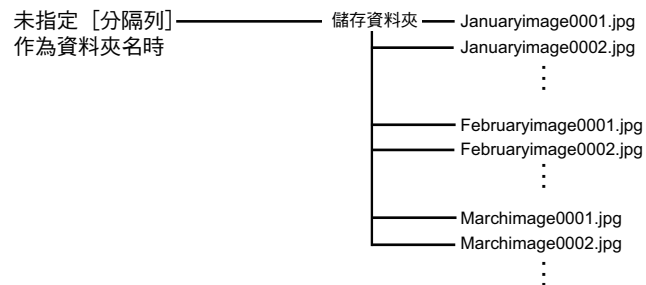 未指定［分隔列］
作為資料夾名時
儲存資料夾
Januaryimage0001.jpg
Januaryimage0002.jpg
Februaryimage0001.jpg
Februaryimage0002.jpg
Marchimage0001.jpg
Marchimage0002.jpg